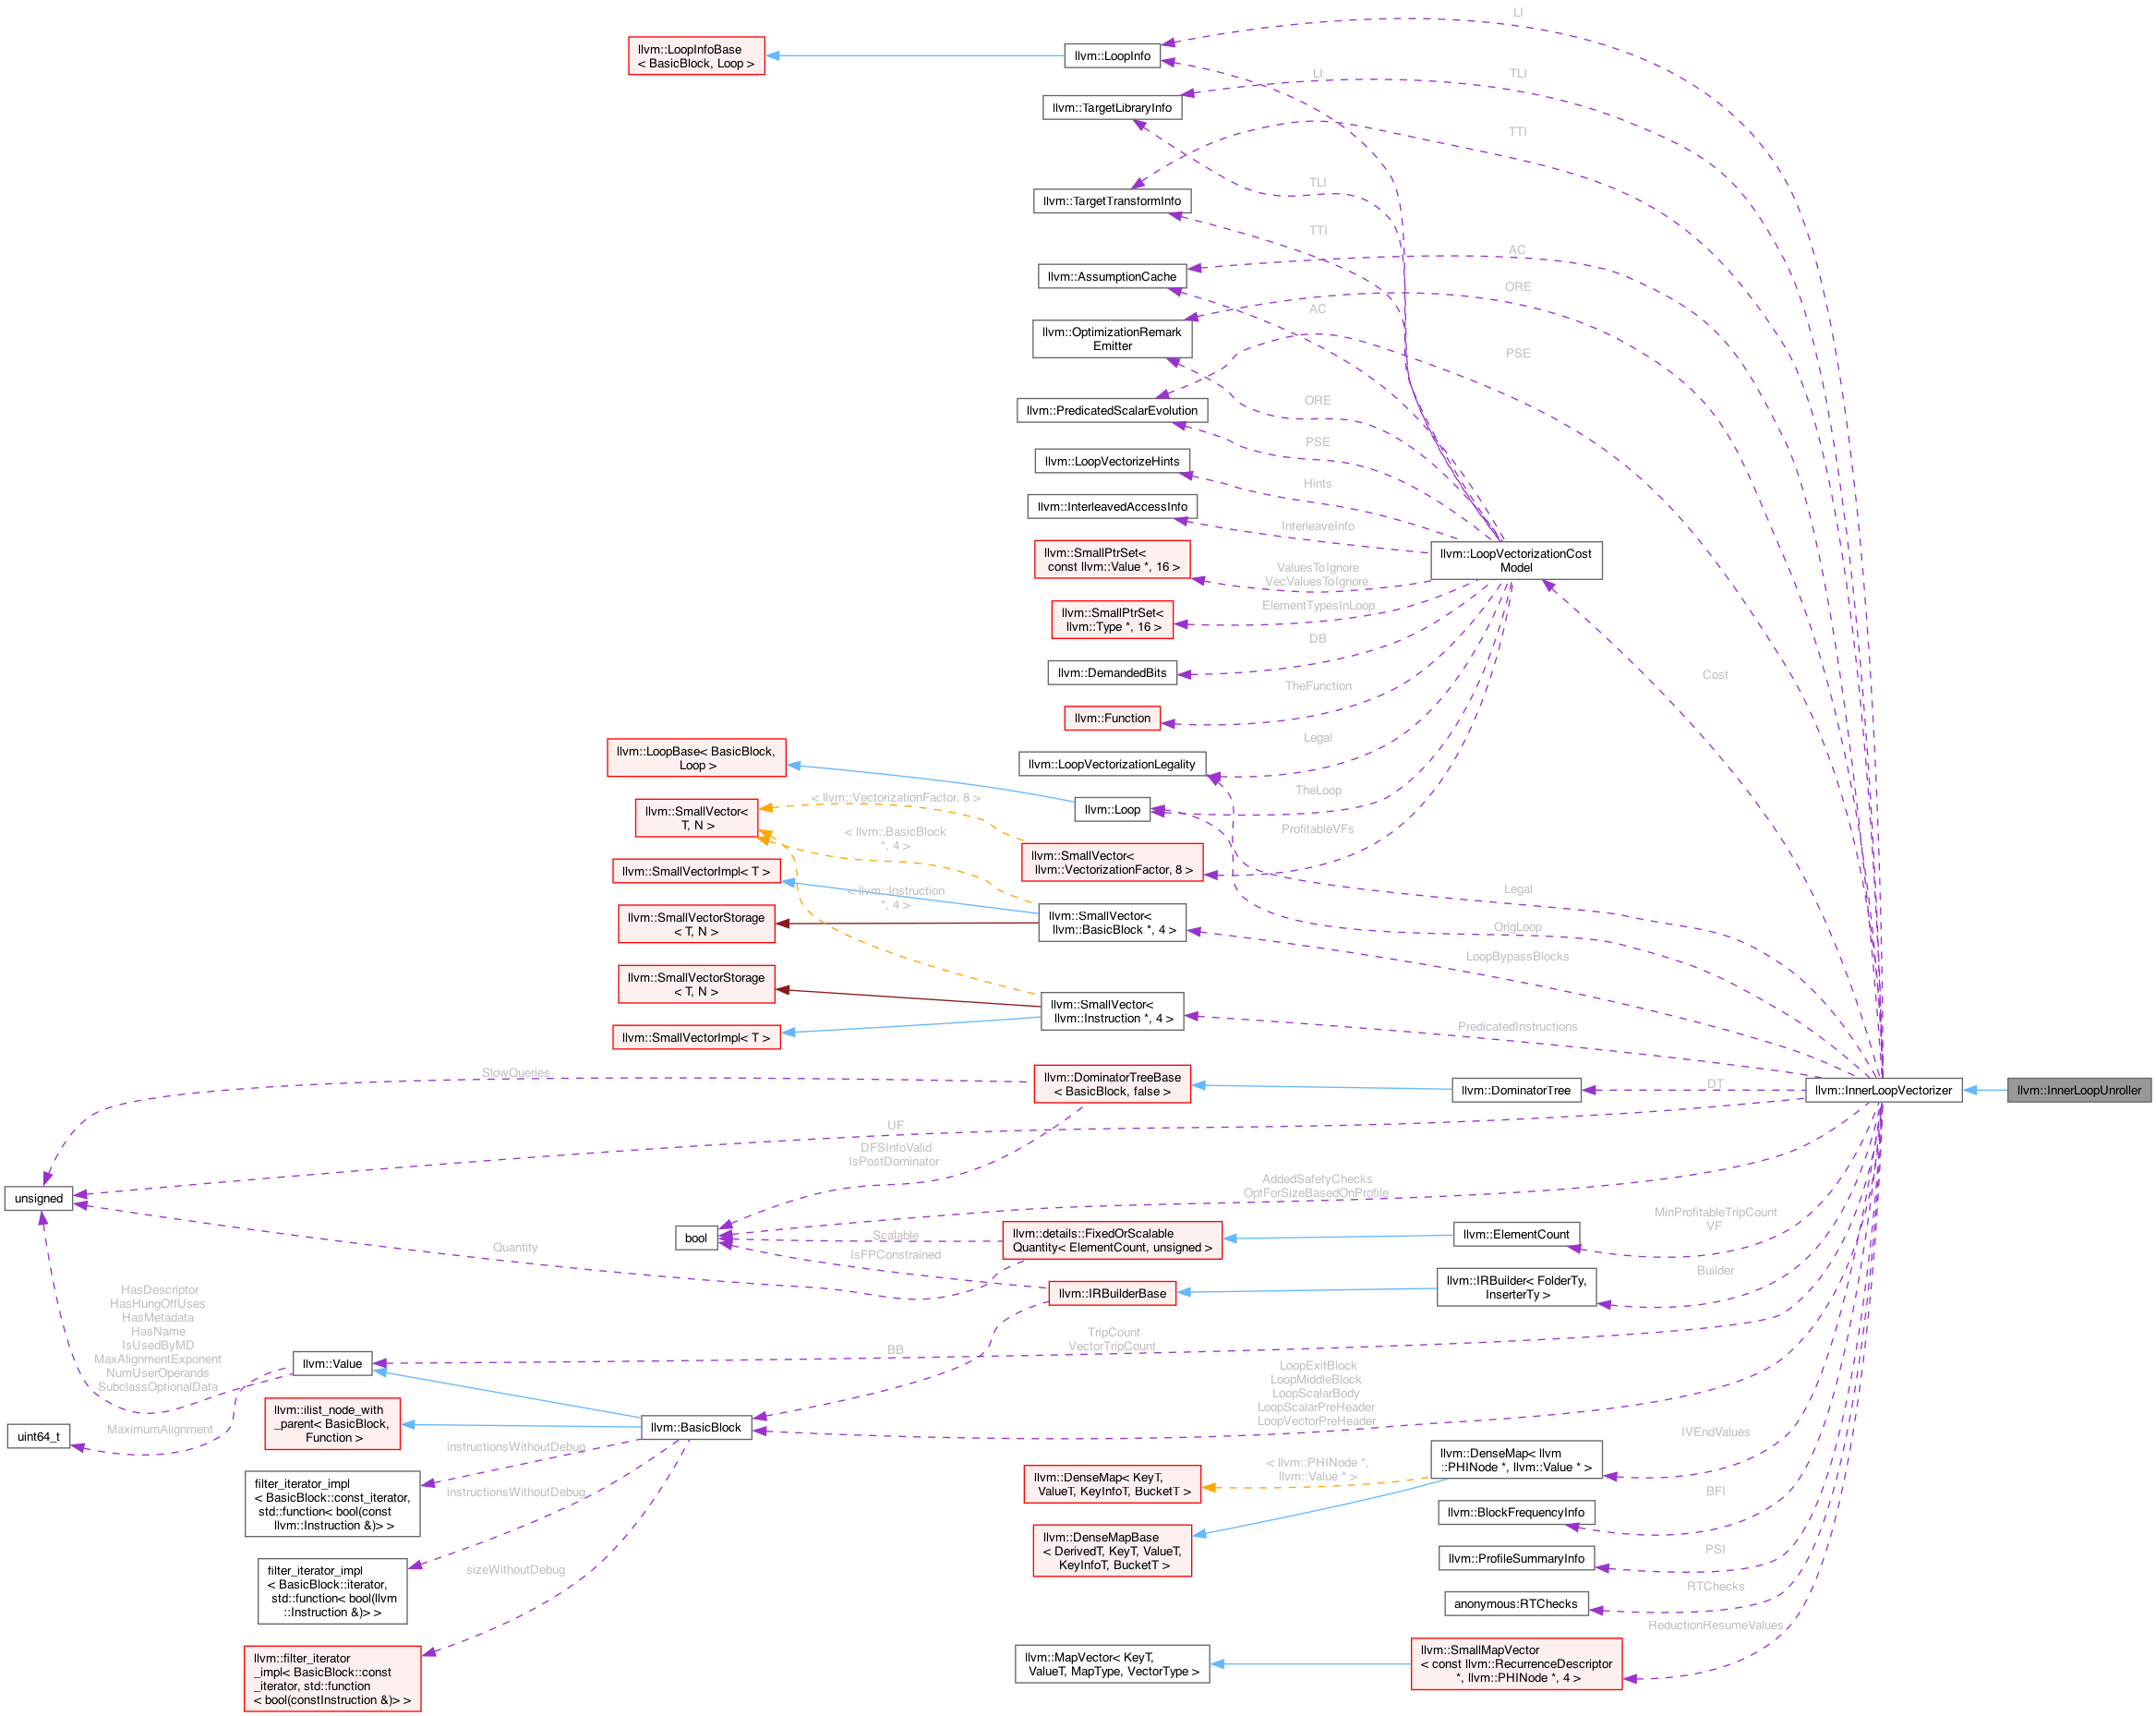 LI
llvm::LoopInfoBase
< BasicBlock, Loop >
llvm::LoopInfo
LI
TLI
llvm::TargetLibraryInfo
TTI
TLI
llvm::TargetTransformInfo
TTI
AC
llvm::AssumptionCache
ORE
AC
llvm::OptimizationRemark
Emitter
PSE
ORE
llvm::PredicatedScalarEvolution
PSE
llvm::LoopVectorizeHints
Hints
llvm::InterleavedAccessInfo
InterleaveInfo
llvm::SmallPtrSet<
const llvm::Value *, 16 >
ValuesToIgnore
VecValuesToIgnore
llvm::LoopVectorizationCost
Model
llvm::SmallPtrSet<
llvm::Type *, 16 >
ElementTypesInLoop
DB
llvm::DemandedBits
Cost
TheFunction
llvm::Function
Legal
llvm::LoopBase< BasicBlock,
Loop >
llvm::LoopVectorizationLegality
TheLoop
llvm::Loop
llvm::SmallVector<
T, N >
< llvm::VectorizationFactor, 8 >
ProfitableVFs
< llvm::BasicBlock
*, 4 >
llvm::SmallVector<
llvm::VectorizationFactor, 8 >
llvm::SmallVectorImpl< T >
< llvm::Instruction
*, 4 >
Legal
llvm::SmallVectorStorage
< T, N >
llvm::SmallVector<
llvm::BasicBlock *, 4 >
OrigLoop
LoopBypassBlocks
llvm::SmallVectorStorage
< T, N >
llvm::SmallVector<
llvm::Instruction *, 4 >
PredicatedInstructions
llvm::SmallVectorImpl< T >
SlowQueries
llvm::DominatorTreeBase
< BasicBlock, false >
llvm::DominatorTree
DT
llvm::InnerLoopVectorizer
llvm::InnerLoopUnroller
UF
DFSInfoValid
IsPostDominator
unsigned
AddedSafetyChecks
OptForSizeBasedOnProfile
MinProfitableTripCount
VF
bool
Scalable
llvm::details::FixedOrScalable
Quantity< ElementCount, unsigned >
llvm::ElementCount
Quantity
IsFPConstrained
Builder
llvm::IRBuilderBase
llvm::IRBuilder< FolderTy,
InserterTy >
HasDescriptor
HasHungOffUses
HasMetadata
HasName
IsUsedByMD
MaxAlignmentExponent
NumUserOperands
SubclassOptionalData
llvm::Value
BB
TripCount
VectorTripCount
LoopExitBlock
LoopMiddleBlock
LoopScalarBody
LoopScalarPreHeader
LoopVectorPreHeader
llvm::ilist_node_with
_parent< BasicBlock,
Function >
llvm::BasicBlock
uint64_t
MaximumAlignment
instructionsWithoutDebug
IVEndValues
filter_iterator_impl
< BasicBlock::const_iterator,
std::function< bool(const
llvm::Instruction &)> >
instructionsWithoutDebug
llvm::DenseMap< KeyT,
ValueT, KeyInfoT, BucketT >
< llvm::PHINode *,
llvm::Value * >
llvm::DenseMap< llvm
::PHINode *, llvm::Value * >
BFI
llvm::BlockFrequencyInfo
llvm::DenseMapBase
< DerivedT, KeyT, ValueT,
KeyInfoT, BucketT >
PSI
llvm::ProfileSummaryInfo
filter_iterator_impl
< BasicBlock::iterator,
std::function< bool(llvm
::Instruction &)> >
sizeWithoutDebug
RTChecks
anonymous:RTChecks
ReductionResumeValues
llvm::filter_iterator
_impl< BasicBlock::const
_iterator, std::function
< bool(constInstruction &)> >
llvm::MapVector< KeyT,
ValueT, MapType, VectorType >
llvm::SmallMapVector
< const llvm::RecurrenceDescriptor
*, llvm::PHINode *, 4 >